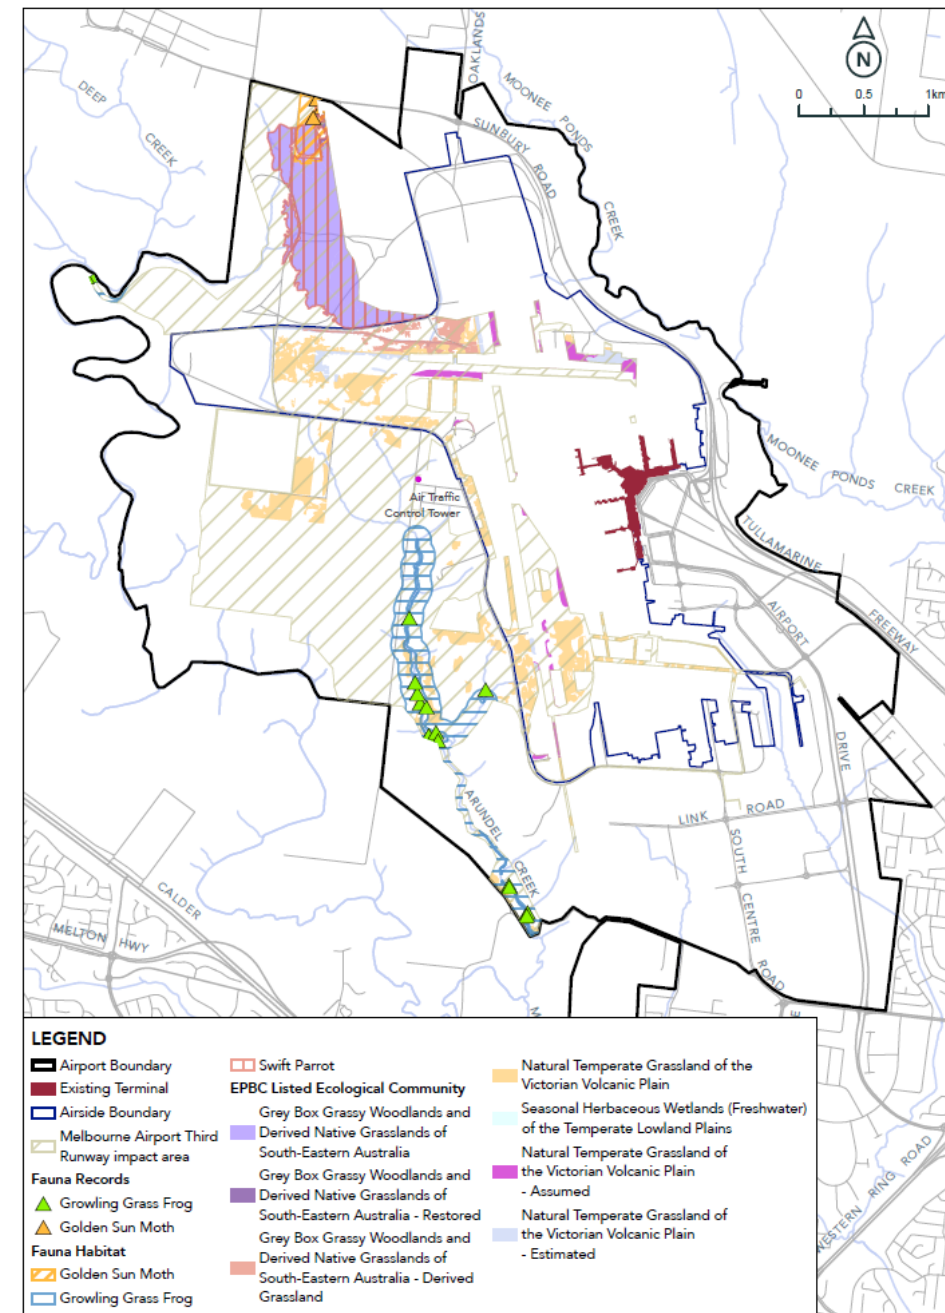 OAKLANDS
DEEP
CREEK
MOONEE
PONDS
CREEK
SUNBURY
ROAD
N
0 0.5 1km
MOONEE PONDS CREEK
Air Traffic
Control Tower
TULLAMARINE
FREEWAY
AIRPORT
DRIVE
ARUNDEL
CREEK
LINK ROAD
SOUTH
CENTRE
ROAD
CALDER
MELTON HWY
M
E
WESTERN RING ROAD
LEGEND
Airport Boundary
Existing Terminal
Airside Boundary
Melbourne Airport Third
Runway impact area
Fauna Records
Growling Grass Frog
Golden Sun Moth
Fauna Habitat
Golden Sun Moth
Growling Grass Frog
Swift Parrot
EPBC Listed Ecological Community
Grey Box Grassy Woodlands and
Derived Native Grasslands of
South-Eastern Australia
Grey Box Grassy Woodlands and
Derived Native Grasslands of
South-Eastern Australia - Restored
Grey Box Grassy Woodlands and
Derived Native Grasslands of
South-Eastern Australia - Derived
Grassland
Natural Temperate Grassland of the
Victorian Volcanic Plain
Seasonal Herbaceous Wetlands (Freshwater)
of the Temperate Lowland Plains
Natural Temperate Grassland of
the Victorian Volcanic Plain
- Assumed
Natural Temperate Grassland of
the Victorian Volcanic Plain
- Estimated